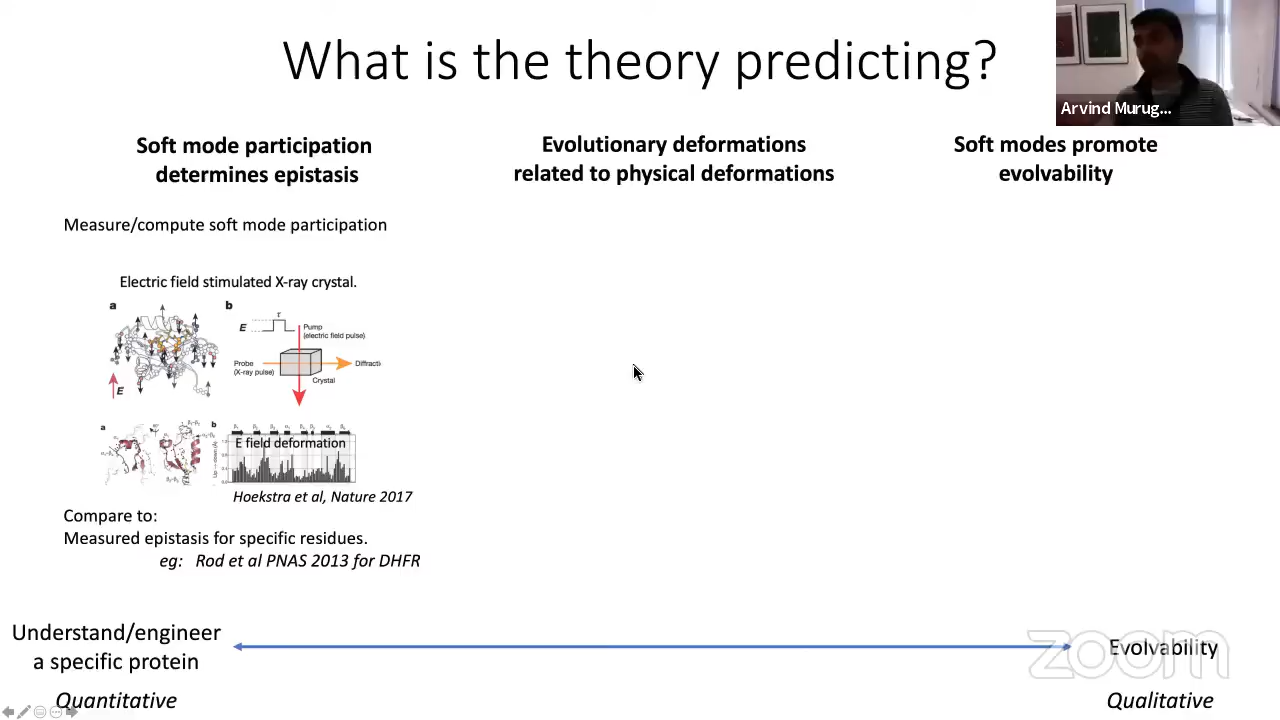 What is the theory predicting?
Arvind Murug...
Soft mode participation
determines epistasis
Evolutionary deformations
related to physical deformations
Soft modes promote
evolvability
Measure/compute soft mode participation
Electric field stimulated X-ray crystal.
a
b
τ
E
Pump
(electric field pulse)
Probe
(X-ray pulse)
Diffracti
Crystal
E
a
b
E field deformation
Hoekstra et al, Nature 2017
Compare to:
Measured epistasis for specific residues.
eg: Rod et al PNAS 2013 for DHFR
Understand/engineer
a specific protein
Quantitative
zoom
Evolvability
Qualitative